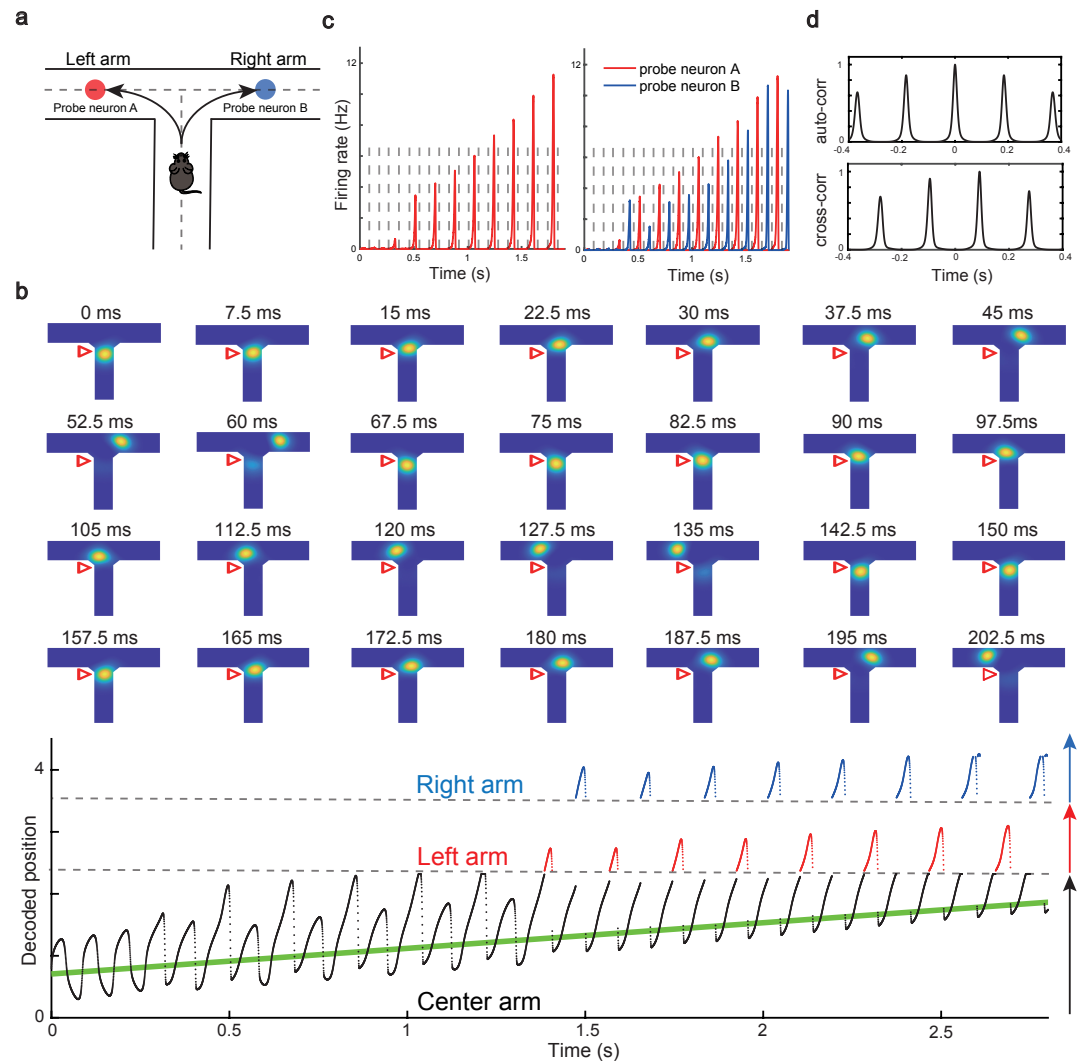 a
Left arm
Right arm
Probe neuron A
Probe neuron B
c
12
Firing rate (Hz)
0
0
0.5
1
1.5
Time (s)
12
probe neuron A
probe neuron B
0
0
0.5
1
1.5
Time (s)
d
1
auto-corr
0
-0.4
-0.2
0
0.2
0.4
1
cross-corr
0
-0.4
-0.2
0
0.2
0.4
Time (s)
b
0 ms
7.5 ms
15 ms
22.5 ms
30 ms
37.5 ms
45 ms
52.5 ms
60 ms
67.5 ms
75 ms
82.5 ms
90 ms
97.5ms
105 ms
112.5 ms
120 ms
127.5 ms
135 ms
142.5 ms
150 ms
157.5 ms
165 ms
172.5 ms
180 ms
187.5 ms
195 ms
202.5 ms
4
Right arm
Left arm
Decoded position
Center arm
0
0
0.5
1
1.5
2
2.5
Time (s)